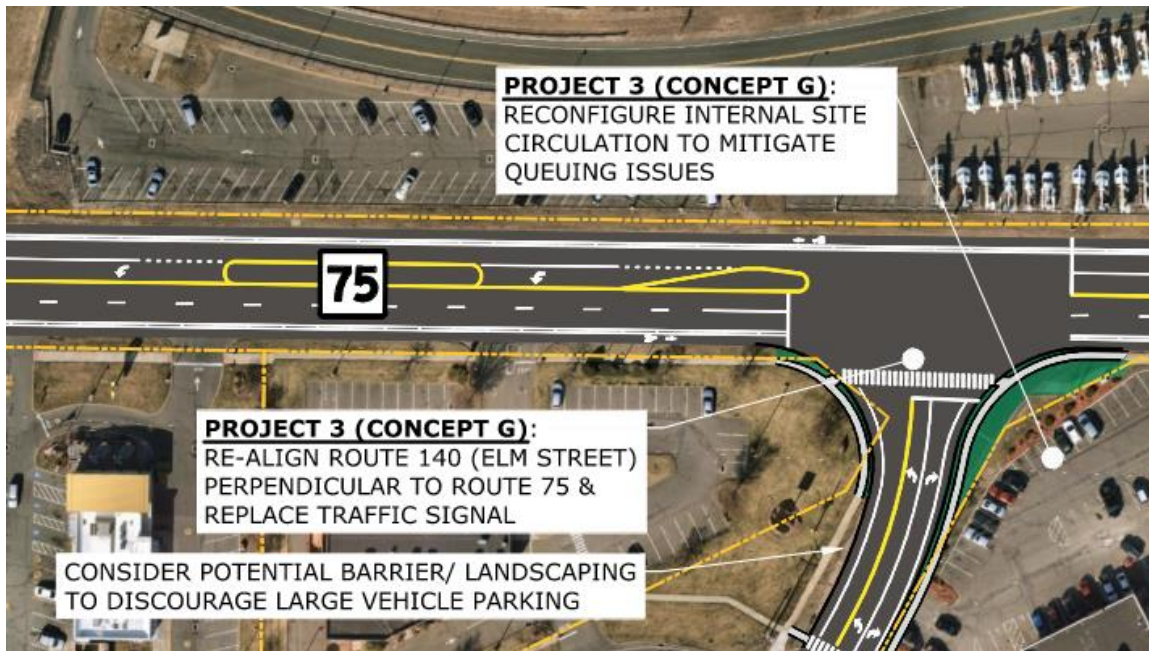 PROJECT 3 (CONCEPT G):
RECONFIGURE INTERNAL SITE
CIRCULATION TO MITIGATE
QUEUING ISSUES
75
PROJECT 3 (CONCEPT G):
RE-ALIGN ROUTE 140 (ELM STREET)
PERPENDICULAR TO ROUTE 75 &
REPLACE TRAFFIC SIGNAL
CONSIDER POTENTIAL BARRIER/ LANDSCAPING
TO DISCOURAGE LARGE VEHICLE PARKING